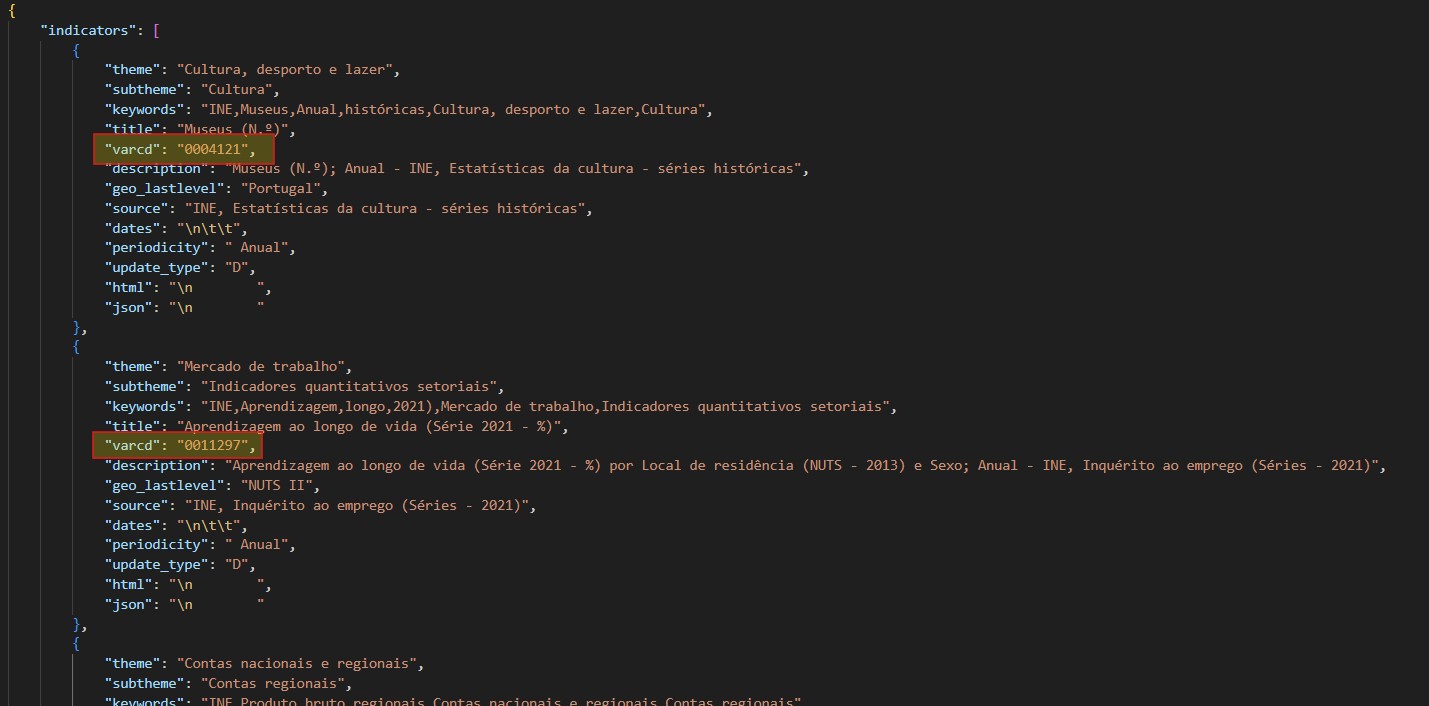 {
"indicators": [
{
"theme": "Cultura, desporto e lazer",
"subtheme": "Cultura",
"keywords": "INE,Museus,Anual,históricas,Cultura, desporto e lazer,Cultura",
"title": "Museus (N.º)",
"varcd": "0004121",
"description": "Museus (N.º); Anual - INE, Estatísticas da cultura - séries históricas",
"geo_lastlevel": "Portugal",
"source": "INE, Estatísticas da cultura - séries históricas",
"dates": "\n\t\t",
"periodicity": " Anual",
"update_type": "D",
"html": "\n        ",
"json": "\n        "
},
{
"theme": "Mercado de trabalho",
"subtheme": "Indicadores quantitativos setoriais",
"keywords": "INE,Aprendizagem,longo,2021),Mercado de trabalho,Indicadores quantitativos setoriais",
"title": "Aprendizagem ao longo de vida (Série 2021 - %)",
"varcd": "0011297",
"description": "Aprendizagem ao longo de vida (Série 2021 - %) por Local de residência (NUTS - 2013) e Sexo; Anual - INE, Inquérito ao emprego (Séries - 2021)",
"geo_lastlevel": "NUTS II",
"source": "INE, Inquérito ao emprego (Séries - 2021)",
"dates": "\n\t\t",
"periodicity": " Anual",
"update_type": "D",
"html": "\n        ",
"json": "\n        "
},
{
"theme": "Contas nacionais e regionais",
"subtheme": "Contas regionais",
"keywords": "INE,Produto,bruto,regionais,Contas nacionais e regionais,Contas regionais"